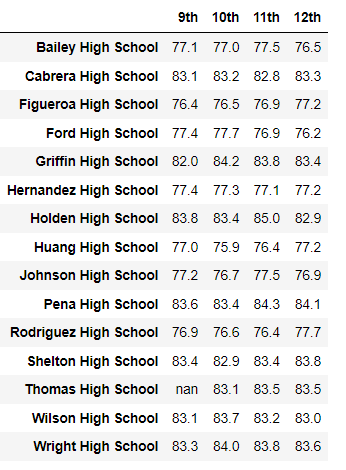 9th 10th 11th 12th
Bailey High School 77.1 77.0 77.5 76.5
Cabrera High School 83.1 83.2 82.8 83.3
Figueroa High School 76.4 76.5 76.9 77.2
Ford High School 77.4 77.7 76.9 76.2
Griffin High School 82.0 84.2 83.8 83.4
Hernandez High School 77.4 77.3 77.1 77.2
Holden High School 83.8 83.4 85.0 82.9
Huang High School 77.0 75.9 76.4 77.2
Johnson High School 77.2 76.7 77.5 76.9
Pena High School 83.6 83.4 84.3 84.1
Rodriguez High School 76.9 76.6 76.4 77.7
Shelton High School 83.4 82.9 83.4 83.8
Thomas High School nan 83.1 83.5 83.5
Wilson High School 83.1 83.7 83.2 83.0
Wright High School 83.3 84.0 83.8 83.6